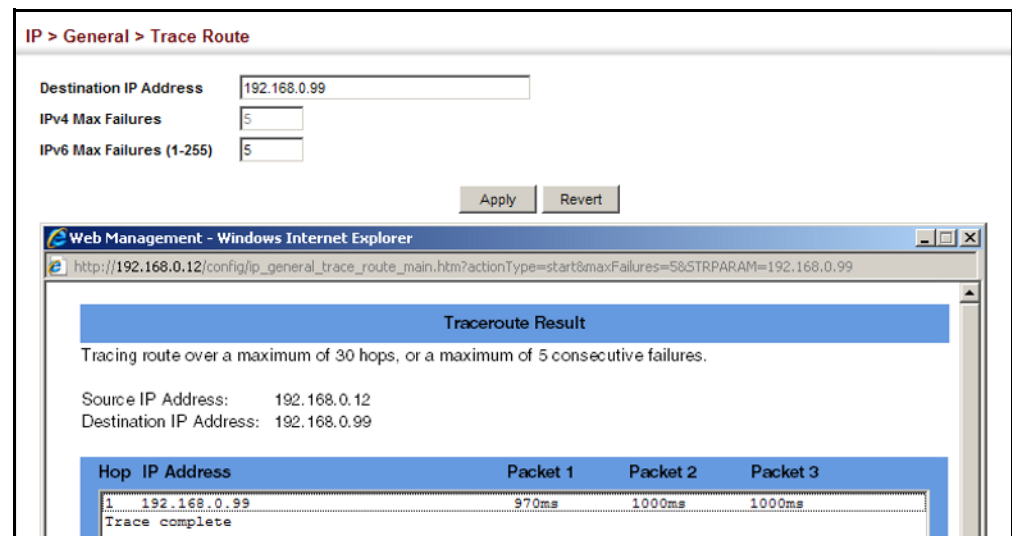 IP > General > Trace Route
Destination IP Address 192.168.0.99
IPv4 Max Failures 5
IPv6 Max Failures (1-255) 5
Apply Revert
Web Management - Windows Internet Explorer
http://192.168.0.12/config/ip_general_trace_route_main.htm?actionType=start&maxFailures=5&STRPARAM=192.168.0.99
Traceroute Result
Tracing route over a maximum of 30 hops, or a maximum of 5 consecutive failures.
Source IP Address: 192.168.0.12
Destination IP Address: 192.168.0.99
Hop IP Address Packet 1 Packet 2 Packet 3
1 192.168.0.99 970ms 1000ms 1000ms
Trace complete